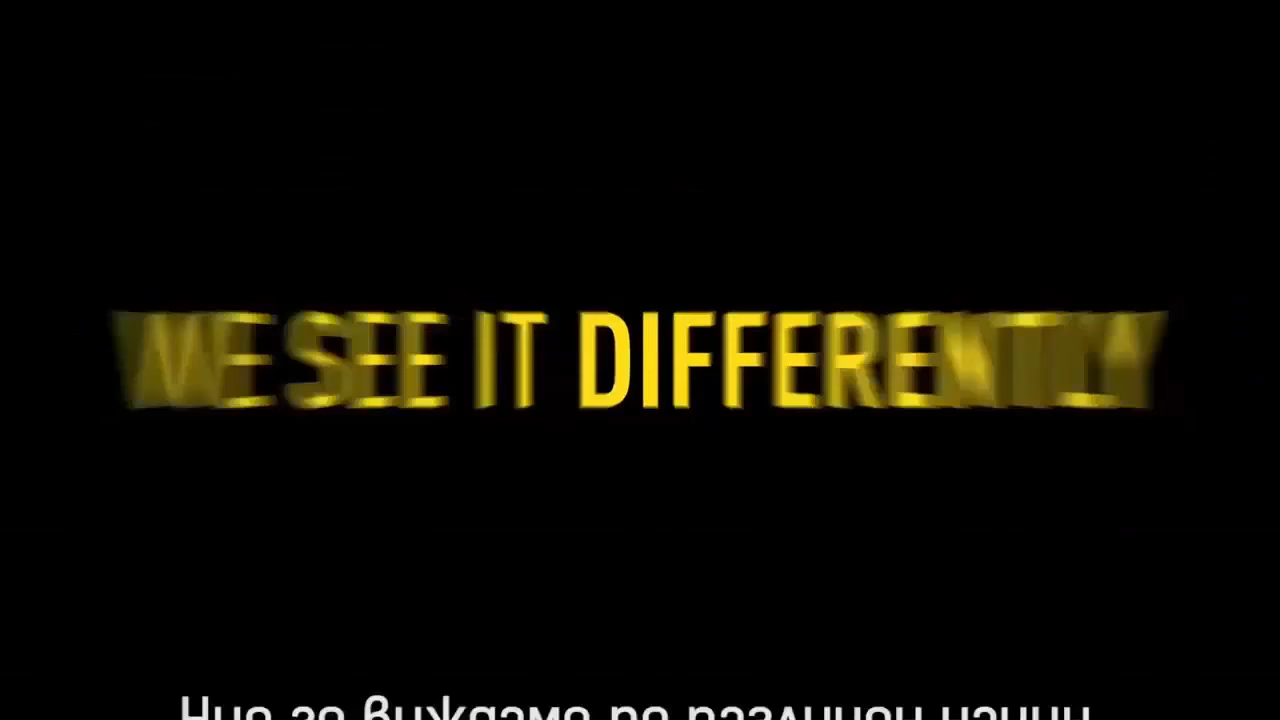 WE SEE IT DIFFERENTLY
Ние го виждаме по различен начин